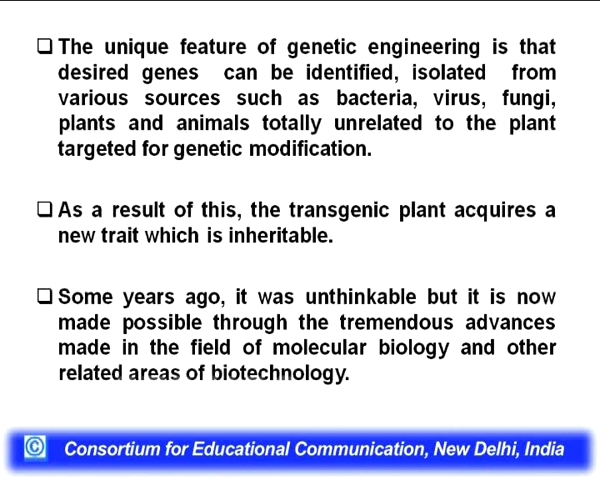 ❑ The unique feature of genetic engineering is that
desired genes can be identified, isolated from
various sources such as bacteria, virus, fungi,
plants and animals totally unrelated to the plant
targeted for genetic modification.
❑ As a result of this, the transgenic plant acquires a
new trait which is inheritable.
❑ Some years ago, it was unthinkable but it is now
made possible through the tremendous advances
made in the field of molecular biology and other
related areas of biotechnology.
© Consortium for Educational Communication, New Delhi, India